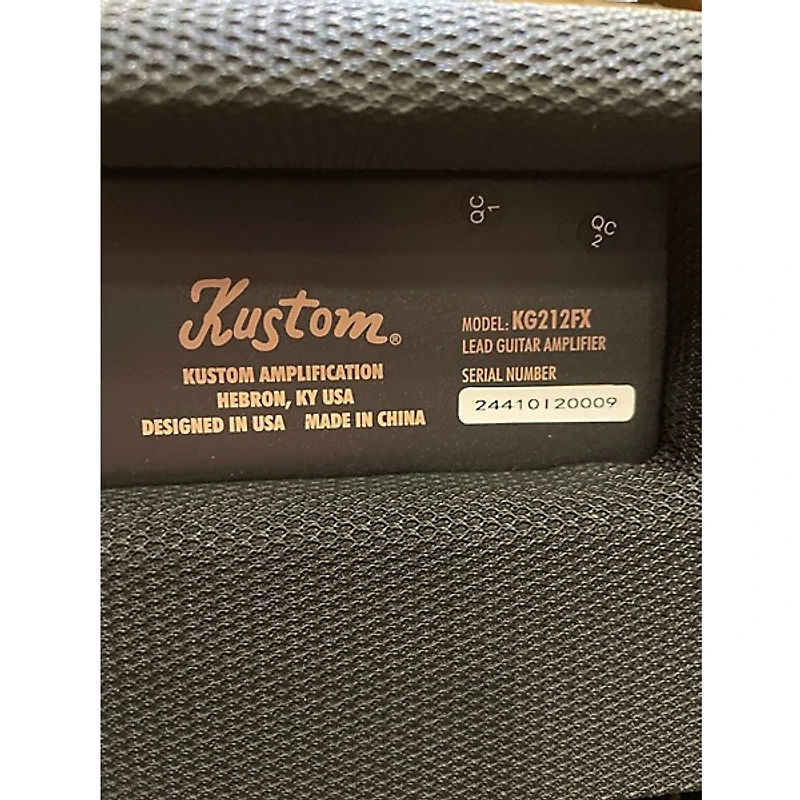 QC
1
QC
2
Kustom®
KUSTOM AMPLIFICATION
HEBRON, KY USA
DESIGNED IN USA MADE IN CHINA
MODEL: KG212FX
LEAD GUITAR AMPLIFIER
SERIAL NUMBER
24410120009